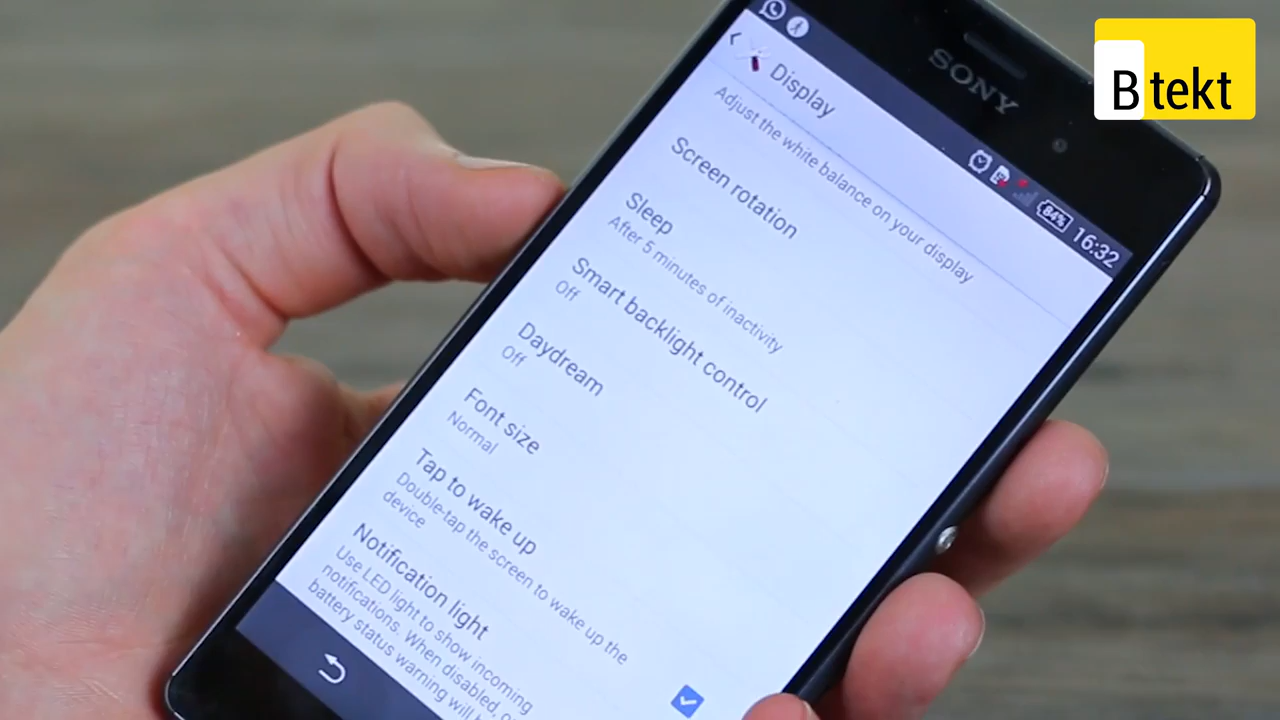 B tekt
SONY
84% 16:32
Display
Adjust the white balance on your display
Screen rotation
Sleep
After 5 minutes of inactivity
Smart backlight control
Off
Daydream
Off
Font size
Normal
Tap to wake up
Double-tap the screen to wake up the
device
Notification light
Use LED light to show incoming
notifications. When disabled,
battery status warning will